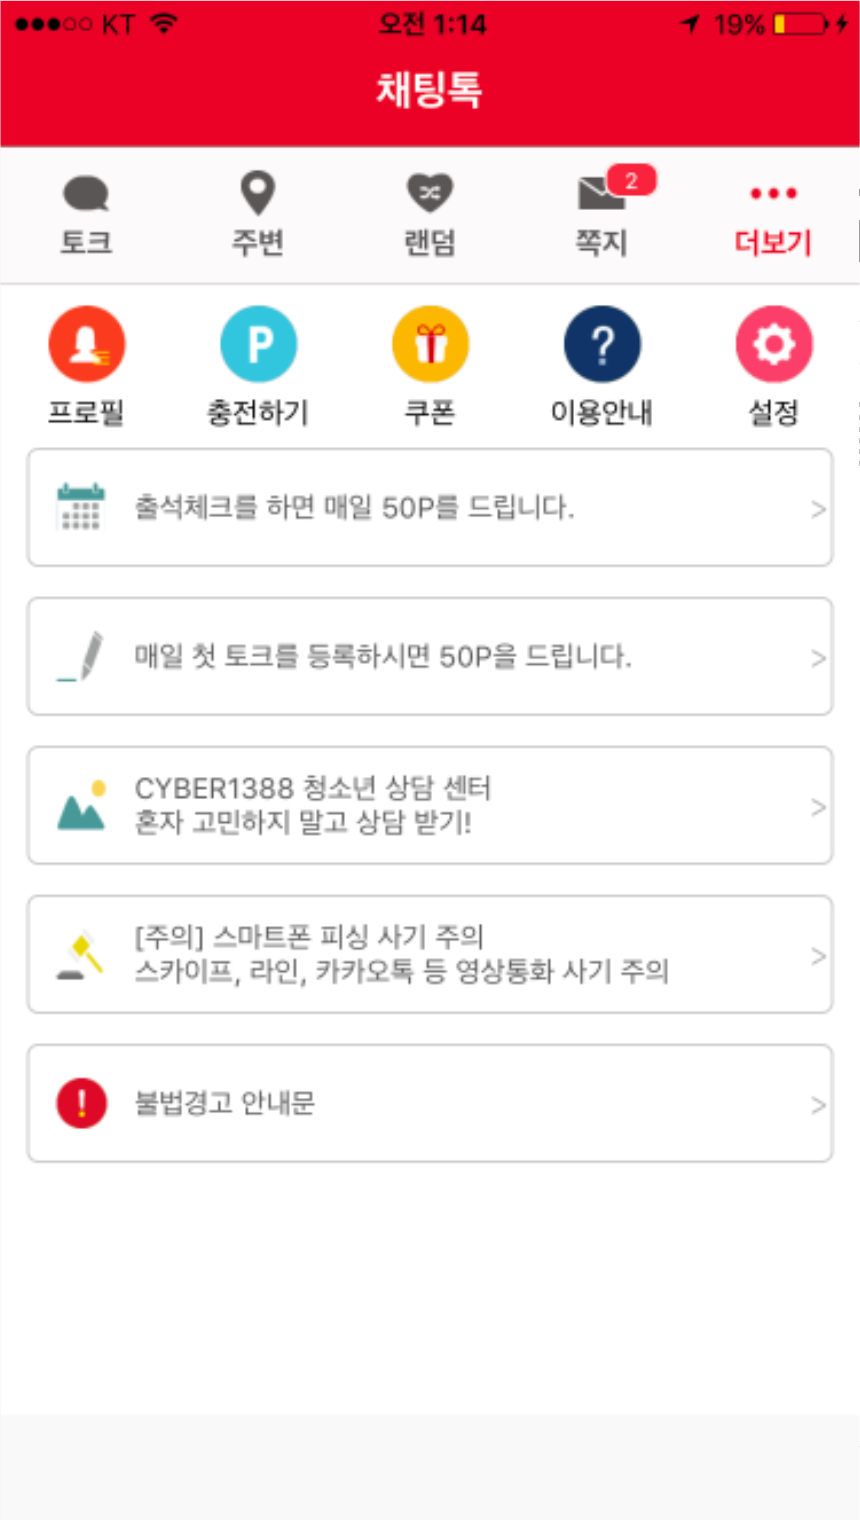 KT 오전 1:14 19%
채팅톡
2
토크 주변 랜덤 쪽지 더보기
P ?
프로필 충전하기 쿠폰 이용안내 설정
출석체크를 하면 매일 50P를 드립니다. >
매일 첫 토크를 등록하시면 50P을 드립니다. >
CYBER1388 청소년 상담 센터
혼자 고민하지 말고 상담 받기! >
[주의] 스마트폰 피싱 사기 주의
스카이프, 라인, 카카오톡 등 영상통화 사기 주의 >
! 불법경고 안내문 >